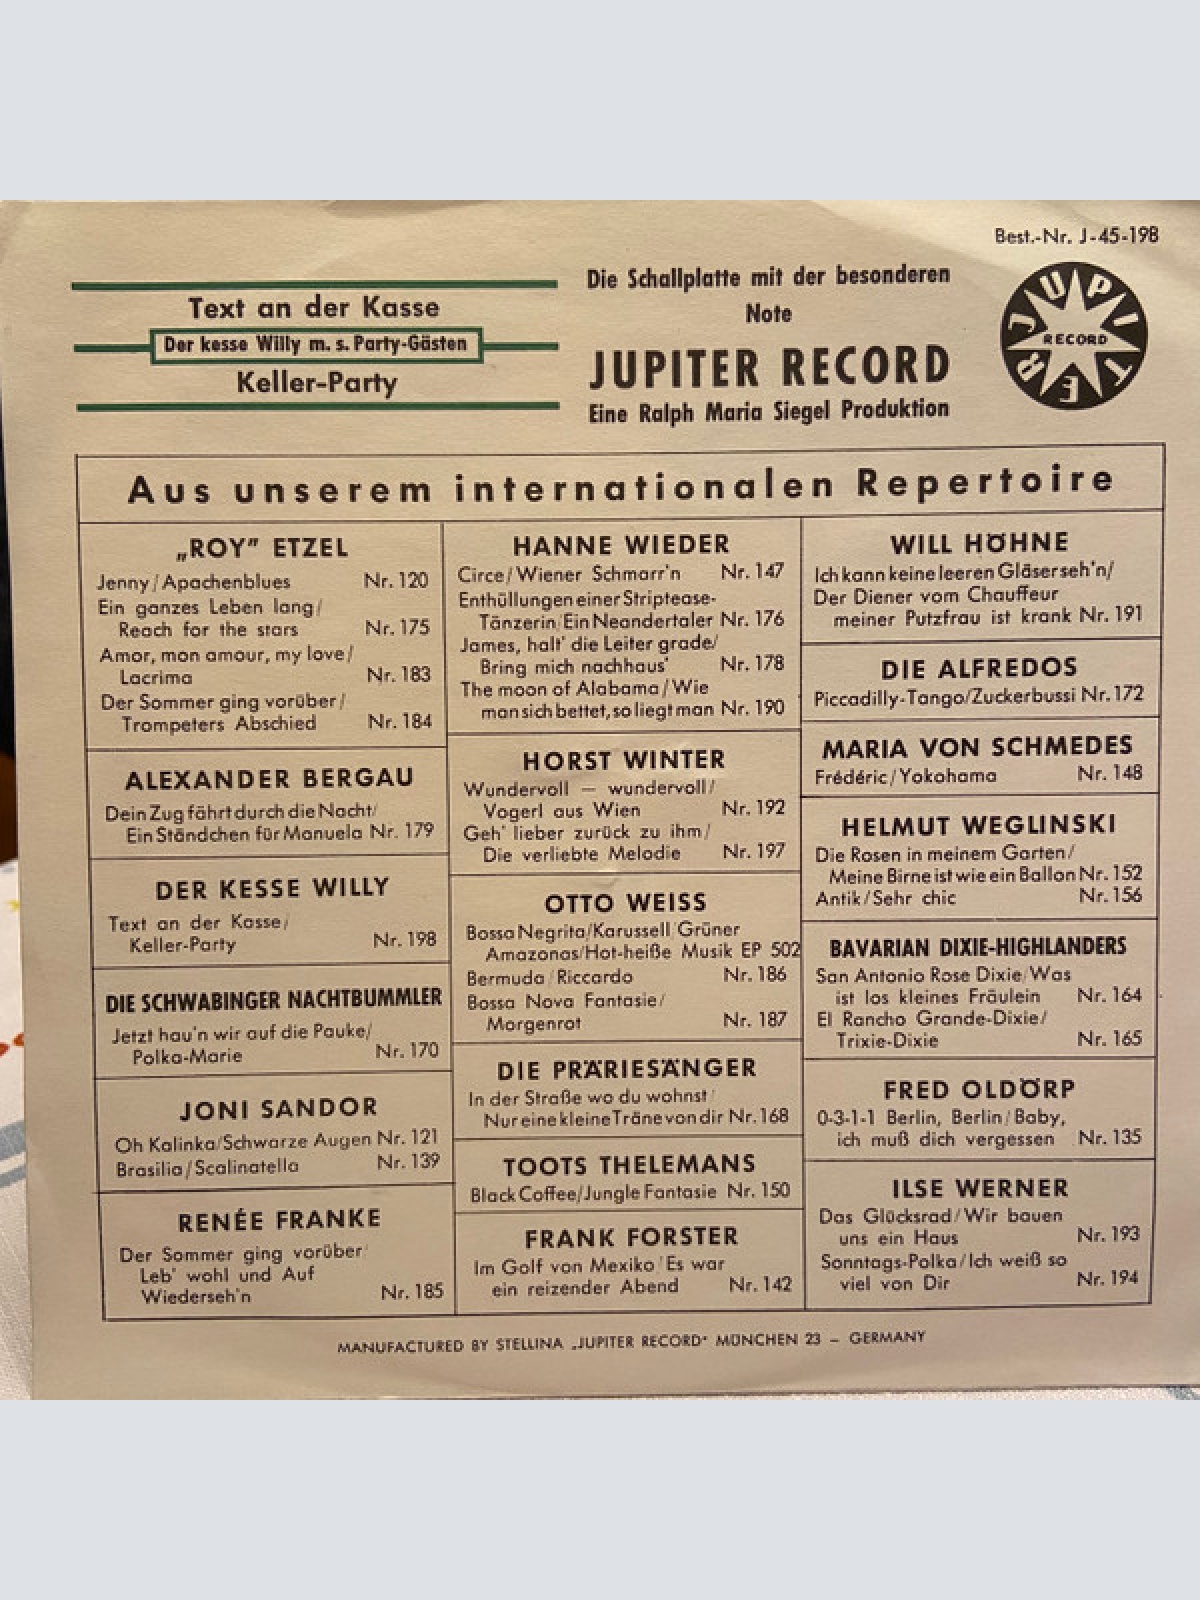 Best.-Nr. J-45-198
Text an der Kasse
Der kesse Willy m. s. Party-Gästen
Keller-Party
Die Schallplatte mit der besonderen
Note
JUPITER RECORD
Eine Ralph Maria Siegel Produktion
JUPITER
RECORD
Aus unserem internationalen Repertoire
„ROY” ETZEL
Jenny/Apachenblues Nr. 120
Ein ganzes Leben lang/
Reach for the stars Nr. 175
Amor, mon amour, my love/
Lacrima Nr. 183
Der Sommer ging vorüber/
Trompeters Abschied Nr. 184
ALEXANDER BERGAU
Dein Zug fährt durch die Nacht/
Ein Ständchen für Manuela Nr. 179
DER KESSE WILLY
Text an der Kasse/
Keller-Party Nr. 198
DIE SCHWABINGER NACHTBUMMLER
Jetzt hau'n wir auf die Pauke/
Polka-Marie Nr. 170
JONI SANDOR
Oh Kalinka/Schwarze Augen Nr. 121
Brasilia/Scalinatella Nr. 139
RENÉE FRANKE
Der Sommer ging vorüber/
Leb' wohl und Auf
Wiederseh'n Nr. 185
HANNE WIEDER
Circe/Wiener Schmarr'n Nr. 147
Enthüllungen einer Striptease-
Tänzerin/Ein Neandertaler Nr. 176
James, halt' die Leiter grade/
Bring mich nachhaus' Nr. 178
The moon of Alabama/Wie
man sich bettet, so liegt man Nr. 190
HORST WINTER
Wundervoll — wundervoll/
Vogerl aus Wien Nr. 192
Geh' lieber zurück zu ihm/
Die verliebte Melodie Nr. 197
OTTO WEISS
Bossa Negrita/Karussell/Grüner
Amazonas/Hot-heiße Musik EP 502
Bermuda/Riccardo Nr. 186
Bossa Nova Fantasie/
Morgenrot Nr. 187
DIE PRÄRIESÄNGER
In der Straße wo du wohnst/
Nur eine kleine Träne von dir Nr. 168
TOOTS THELEMANS
Black Coffee/Jungle Fantasie Nr. 150
FRANK FORSTER
Im Golf von Mexiko/Es war
ein reizender Abend Nr. 142
WILL HÖHNE
Ich kann keine leeren Gläser seh'n/
Der Diener vom Chauffeur
meiner Putzfrau ist krank Nr. 191
DIE ALFREDOS
Piccadilly-Tango/Zuckerbussi Nr. 172
MARIA VON SCHMEDES
Frédéric/Yokohama Nr. 148
HELMUT WEGLINSKI
Die Rosen in meinem Garten/
Meine Birne ist wie ein Ballon Nr. 152
Antik/Sehr chic Nr. 156
BAVARIAN DIXIE-HIGHLANDERS
San Antonio Rose Dixie/Was
ist los kleines Fräulein Nr. 164
El Rancho Grande-Dixie/
Trixie-Dixie Nr. 165
FRED OLDÖRP
0-3-1-1 Berlin, Berlin/Baby,
ich muß dich vergessen Nr. 135
ILSE WERNER
Das Glücksrad/Wir bauen
uns ein Haus Nr. 193
Sonntags-Polka/Ich weiß so
viel von Dir Nr. 194
MANUFACTURED BY STELLINA „JUPITER RECORD" MÜNCHEN 23 – GERMANY